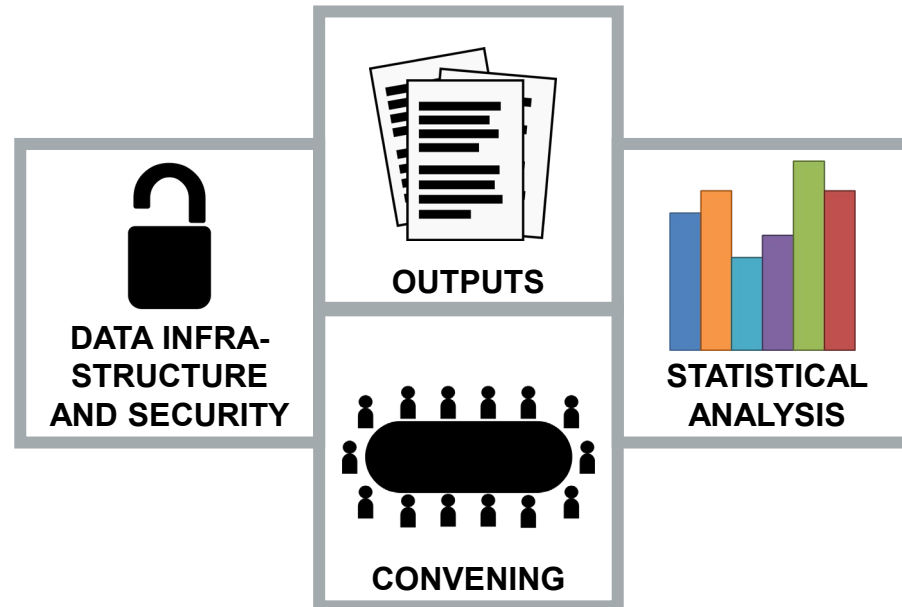 OUTPUTS
DATA INFRA-
STRUCTURE
AND SECURITY
STATISTICAL
ANALYSIS
CONVENING